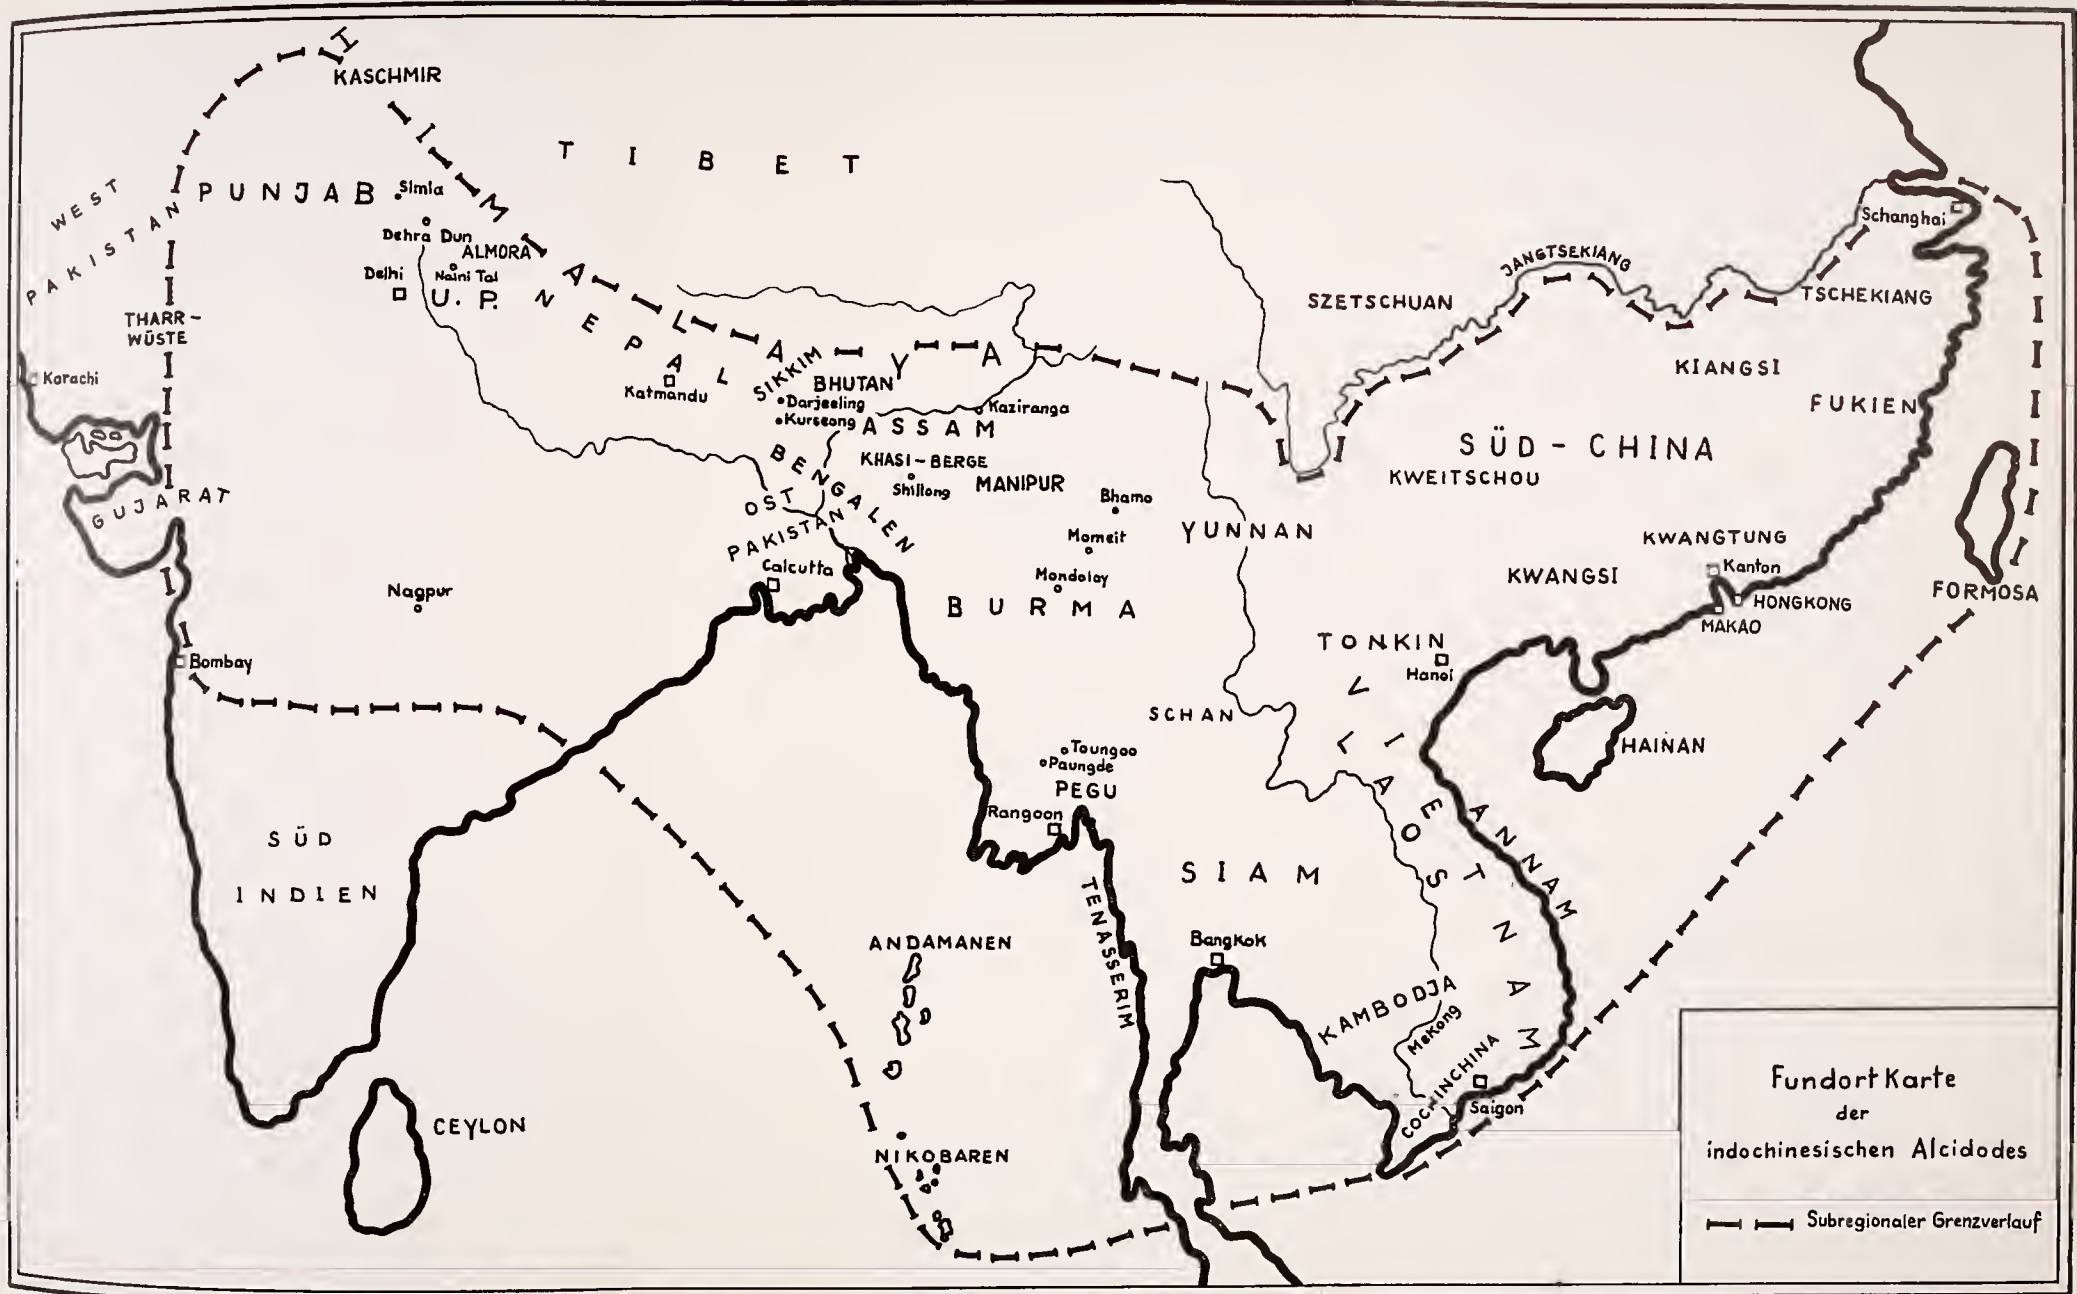 HIMALAYA
KASCHMIR
TIBET
WEST
PAKISTAN
PUNJAB
Simla
Dehra Dun
ALMORA
Delhi
Naini Tal
U. P.
NEPAL
THARR-
WÜSTE
Karachi
Katmandu
SIKKIM
BHUTAN
Darjeeling
Kurseong
ASSAM
Kaziranga
BENGALEN
KHASI-BERGE
Shillong
MANIPUR
OST
PAKISTAN
Calcutta
GUJARAT
Nagpur
Bombay
SÜD
INDIEN
CEYLON
Bhamo
Momeit
Mondolay
BURMA
YUNNAN
SCHAN
Toungoo
Paungde
PEGU
Rangoon
TENASSERIM
ANDAMANEN
NIKOBAREN
SIAM
Bangkok
SZETSCHUAN
JANGTSEKIANG
Schanghai
TSCHEKIANG
KIANGSI
FUKIEN
SÜD-CHINA
KWEITSCHOU
KWANGTUNG
KWANGSI
Kanton
HONGKONG
MAKAO
FORMOSA
TONKIN
Hanoi
HAINAN
VIETNAM
LAOS
ANNAM
KAMBODJA
Mekong
COCHINCHINA
Saigon
Fundort Karte
der
indochinesischen Alcidodes
Subregionaler Grenzverlauf